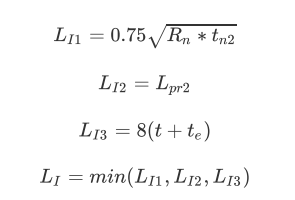 L_{I1} = 0.75\sqrt{R_n * t_{n2}}
L_{I2} = L_{pr2}
L_{I3} = 8(t + t_e)
L_I = min(L_{I1}, L_{I2}, L_{I3})